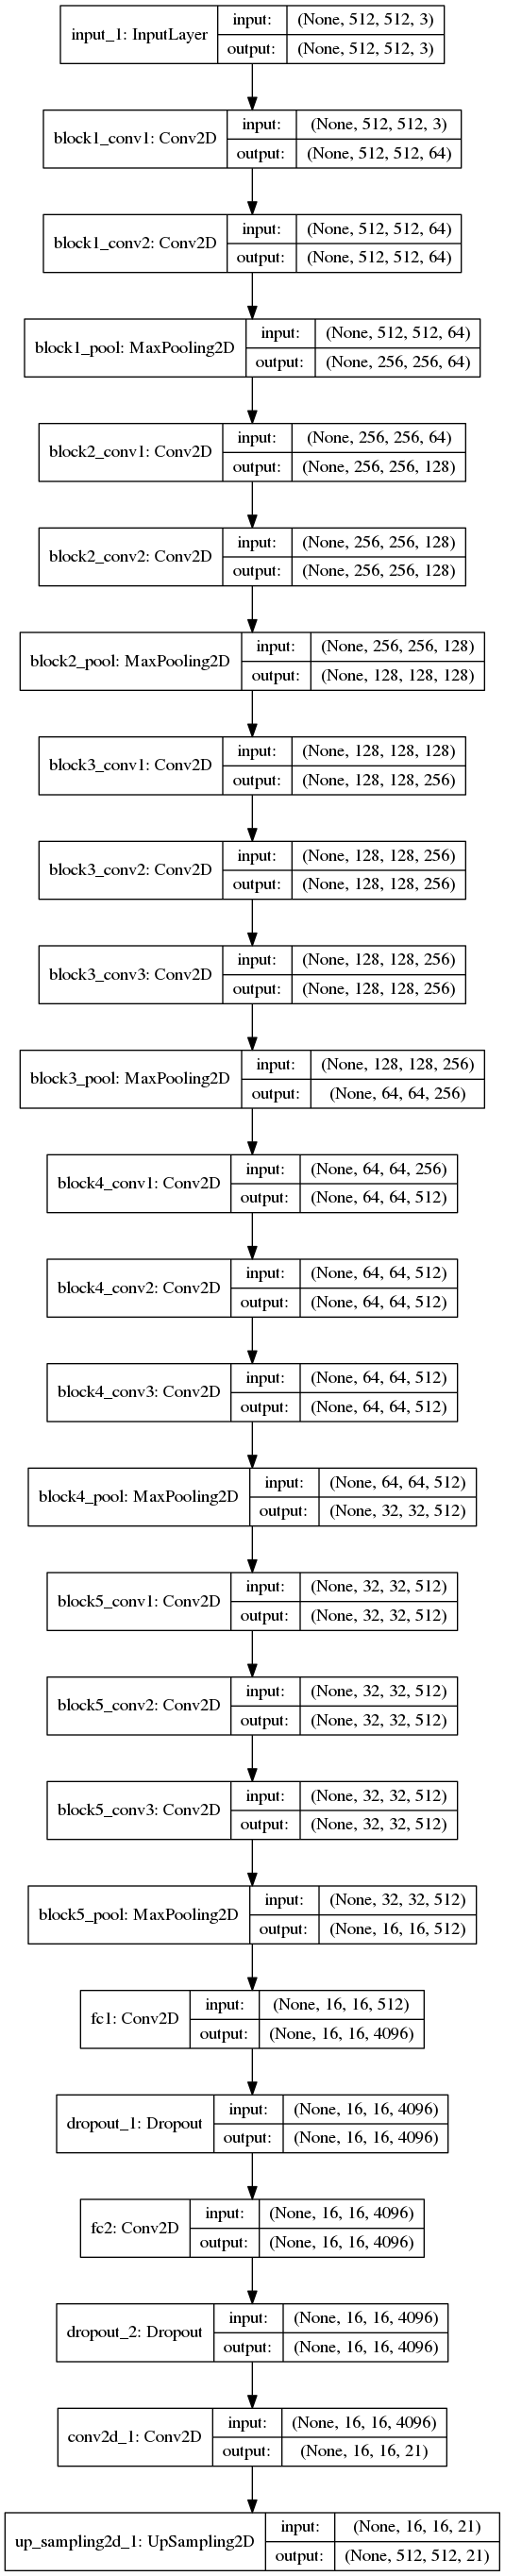 input_1: InputLayer
input: (None, 512, 512, 3)
output: (None, 512, 512, 3)
block1_conv1: Conv2D
input: (None, 512, 512, 3)
output: (None, 512, 512, 64)
block1_conv2: Conv2D
input: (None, 512, 512, 64)
output: (None, 512, 512, 64)
block1_pool: MaxPooling2D
input: (None, 512, 512, 64)
output: (None, 256, 256, 64)
block2_conv1: Conv2D
input: (None, 256, 256, 64)
output: (None, 256, 256, 128)
block2_conv2: Conv2D
input: (None, 256, 256, 128)
output: (None, 256, 256, 128)
block2_pool: MaxPooling2D
input: (None, 256, 256, 128)
output: (None, 128, 128, 128)
block3_conv1: Conv2D
input: (None, 128, 128, 128)
output: (None, 128, 128, 256)
block3_conv2: Conv2D
input: (None, 128, 128, 256)
output: (None, 128, 128, 256)
block3_conv3: Conv2D
input: (None, 128, 128, 256)
output: (None, 128, 128, 256)
block3_pool: MaxPooling2D
input: (None, 128, 128, 256)
output: (None, 64, 64, 256)
block4_conv1: Conv2D
input: (None, 64, 64, 256)
output: (None, 64, 64, 512)
block4_conv2: Conv2D
input: (None, 64, 64, 512)
output: (None, 64, 64, 512)
block4_conv3: Conv2D
input: (None, 64, 64, 512)
output: (None, 64, 64, 512)
block4_pool: MaxPooling2D
input: (None, 64, 64, 512)
output: (None, 32, 32, 512)
block5_conv1: Conv2D
input: (None, 32, 32, 512)
output: (None, 32, 32, 512)
block5_conv2: Conv2D
input: (None, 32, 32, 512)
output: (None, 32, 32, 512)
block5_conv3: Conv2D
input: (None, 32, 32, 512)
output: (None, 32, 32, 512)
block5_pool: MaxPooling2D
input: (None, 32, 32, 512)
output: (None, 16, 16, 512)
fc1: Conv2D
input: (None, 16, 16, 512)
output: (None, 16, 16, 4096)
dropout_1: Dropout
input: (None, 16, 16, 4096)
output: (None, 16, 16, 4096)
fc2: Conv2D
input: (None, 16, 16, 4096)
output: (None, 16, 16, 4096)
dropout_2: Dropout
input: (None, 16, 16, 4096)
output: (None, 16, 16, 4096)
conv2d_1: Conv2D
input: (None, 16, 16, 4096)
output: (None, 16, 16, 21)
up_sampling2d_1: UpSampling2D
input: (None, 16, 16, 21)
output: (None, 512, 512, 21)